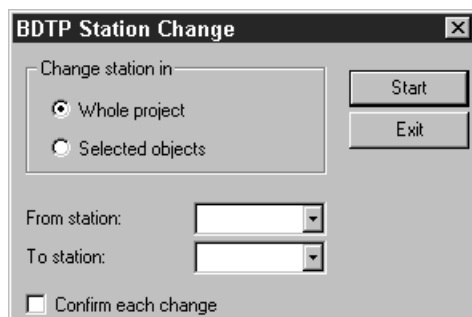 BDTP Station Change
Change station in
Whole project
Selected objects
Start
Exit
From station:
To station:
Confirm each change